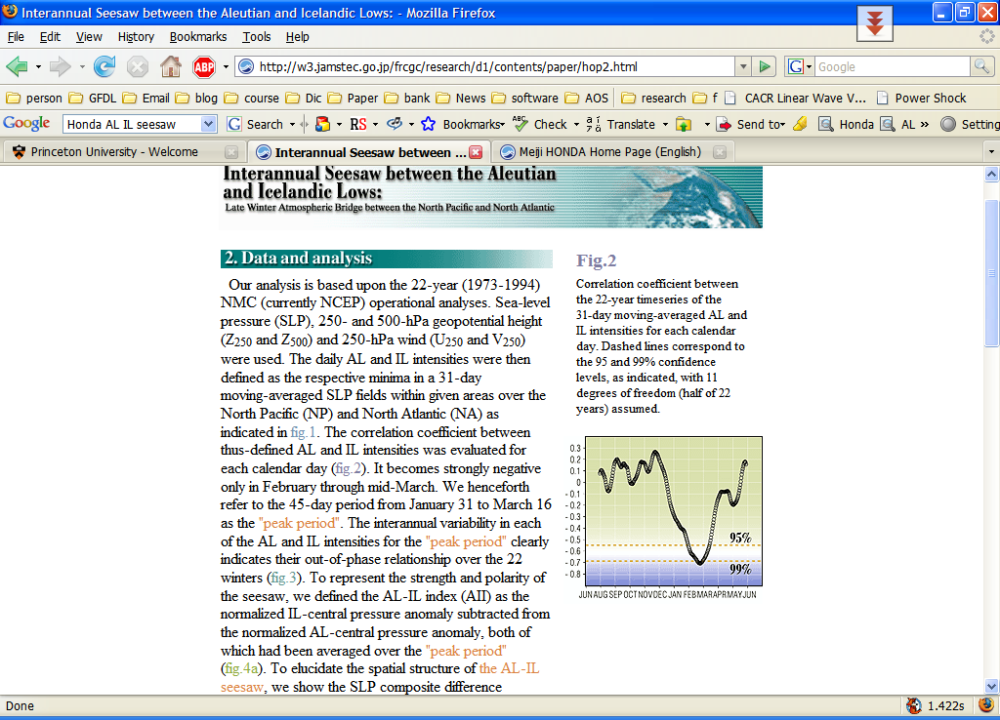 Interannual Seesaw between the Aleutian and Icelandic Lows: - Mozilla Firefox
File Edit View History Bookmarks Tools Help
ABP http://w3.jamstec.go.jp/frcgc/research/d1/contents/paper/hop2.html G Google
person GFDL Email blog course Dic Paper bank News software AOS research f CACR Linear Wave V... Power Shock
Google Honda AL IL seesaw G Search RS Bookmarks ABC Check Translate Send to Honda AL » Setting
Princeton University - Welcome Interannual Seesaw between ... Meiji HONDA Home Page (English)
Interannual Seesaw between the Aleutian
and Icelandic Lows:
Late Winter Atmospheric Bridge between the North Pacific and North Atlantic
2. Data and analysis
Our analysis is based upon the 22-year (1973-1994)
NMC (currently NCEP) operational analyses. Sea-level
pressure (SLP), 250- and 500-hPa geopotential height
(Z250 and Z500) and 250-hPa wind (U250 and V250)
were used. The daily AL and IL intensities were then
defined as the respective minima in a 31-day
moving-averaged SLP fields within given areas over the
North Pacific (NP) and North Atlantic (NA) as
indicated in fig.1. The correlation coefficient between
thus-defined AL and IL intensities was evaluated for
each calendar day (fig.2). It becomes strongly negative
only in February through mid-March. We henceforth
refer to the 45-day period from January 31 to March 16
as the "peak period". The interannual variability in each
of the AL and IL intensities for the "peak period" clearly
indicates their out-of-phase relationship over the 22
winters (fig.3). To represent the strength and polarity of
the seesaw, we defined the AL-IL index (AII) as the
normalized IL-central pressure anomaly subtracted from
the normalized AL-central pressure anomaly, both of
which had been averaged over the "peak period"
(fig.4a). To elucidate the spatial structure of the AL-IL
seesaw, we show the SLP composite difference
Fig.2
Correlation coefficient between
the 22-year timeseries of the
31-day moving-averaged AL and
IL intensities for each calendar
day. Dashed lines correspond to
the 95 and 99% confidence
levels, as indicated, with 11
degrees of freedom (half of 22
years) assumed.
0.3
0.2
0.1
0
-0.1
-0.2
-0.3
-0.4
-0.5
-0.6
-0.7
-0.8
95%
99%
JUN AUG SEP OCT NOV DEC JAN FEB MAR APR MAY JUN
Done 1.422s